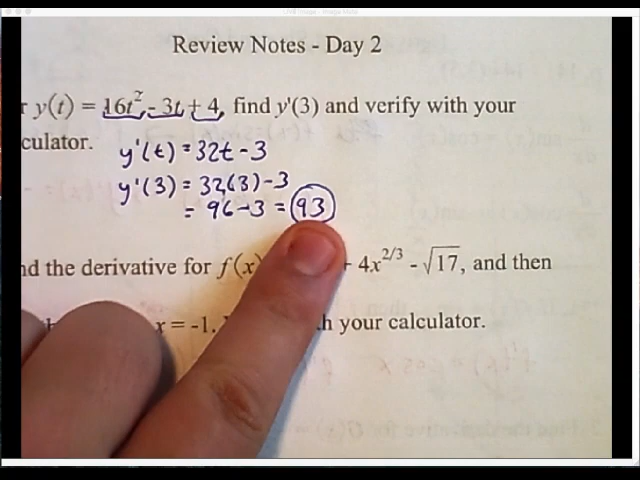 Review Notes - Day 2
r y(t) = 16t² - 3t + 4, find y'(3) and verify with your
culator.
y'(t) = 32t - 3
y'(3) = 32(3) - 3
= 96 - 3 = 93
nd the derivative for f(x) + 4x^{2/3} - √17, and then
x = -1. h your calculator.